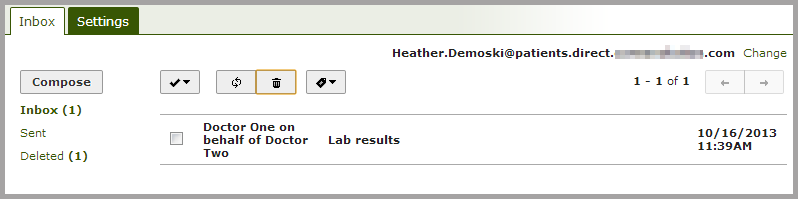 Inbox Settings
Heather.Demoski@patients.direct. .com Change
Compose 1 - 1 of 1
Inbox (1)
Sent
Deleted (1)
Doctor One on
behalf of Doctor
Two
Lab results
10/16/2013
11:39AM